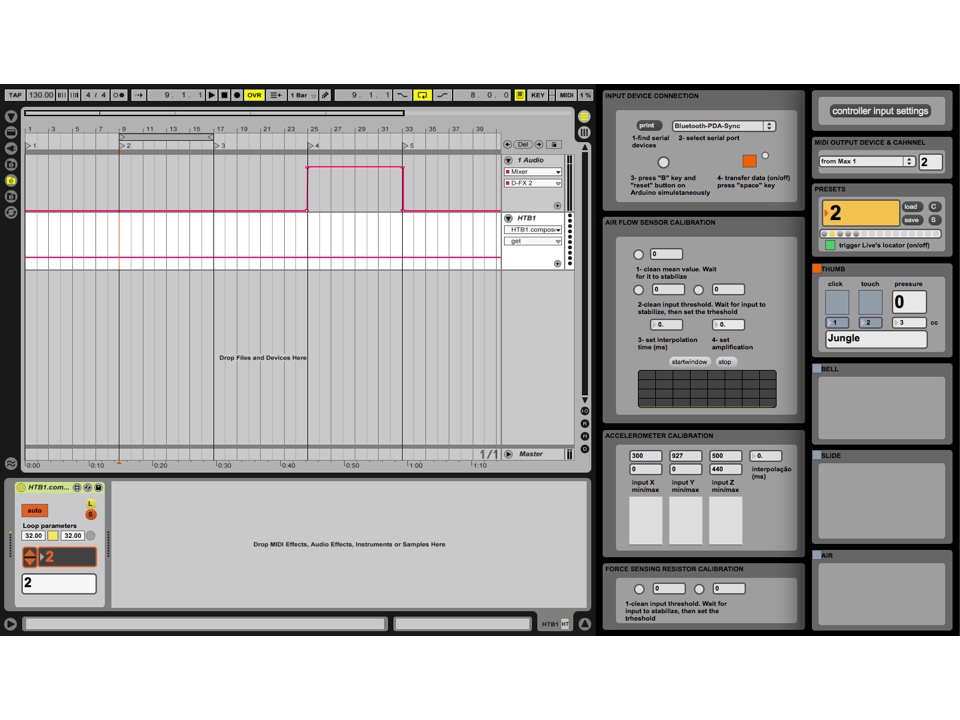 TAP 130.00 4 / 4 9. 1. 1 OVR 1 Bar 9. 1. 1 8. 0. 0 KEY MIDI 1 %
1 3 5 7 9 11 13 15 17 19 21 23 25 27 29 31 33 35 37 39
Del
1 2 3 4 5
1 Audio
Mixer
D-FX 2
HTB1
HTB1.compos
get
Drop Files and Devices Here
1/1 Master
0:00 0:10 0:20 0:30 0:40 0:50 1:00 1:10
HTB1.com...
auto
L
S
Loop parameters
32.00 32.00
2
2
Drop MIDI Effects, Audio Effects, Instruments or Samples Here
HTB1 HT
INPUT DEVICE CONNECTION
print Bluetooth-PDA-Sync
1-find serial devices
2- select serial port
3- press "B" key and
"reset" button on
Arduino simulstaneously
4- transfer data (on/off)
press "space" key
AIR FLOW SENSOR CALIBRATION
0
1- clean mean value. Wait
for it to stabilize
0 0
2-clean input threshold. Wait for input to
stabilize, then set the trheshold
0. 0.
3- set interpolation
time (ms)
4- set
amplification
startwindow stop
ACCELEROMETER CALIBRATION
300 927 500 0.
0 0 440 interpolação
(ms)
input X
min/max
input Y
min/max
input Z
min/max
FORCE SENSING RESISTOR CALIBRATION
0 0
1-clean input threshold. Wait for
input to stabilize, then set the
trheshold
controller input settings
MIDI OUTPUT DEVICE & CAHNNEL
from Max 1 2
PRESETS
2
load C
save S
trigger Live's locator (on/off)
THUMB
click touch pressure
0
1 2 3 cc
Jungle
BELL
SLIDE
AIR